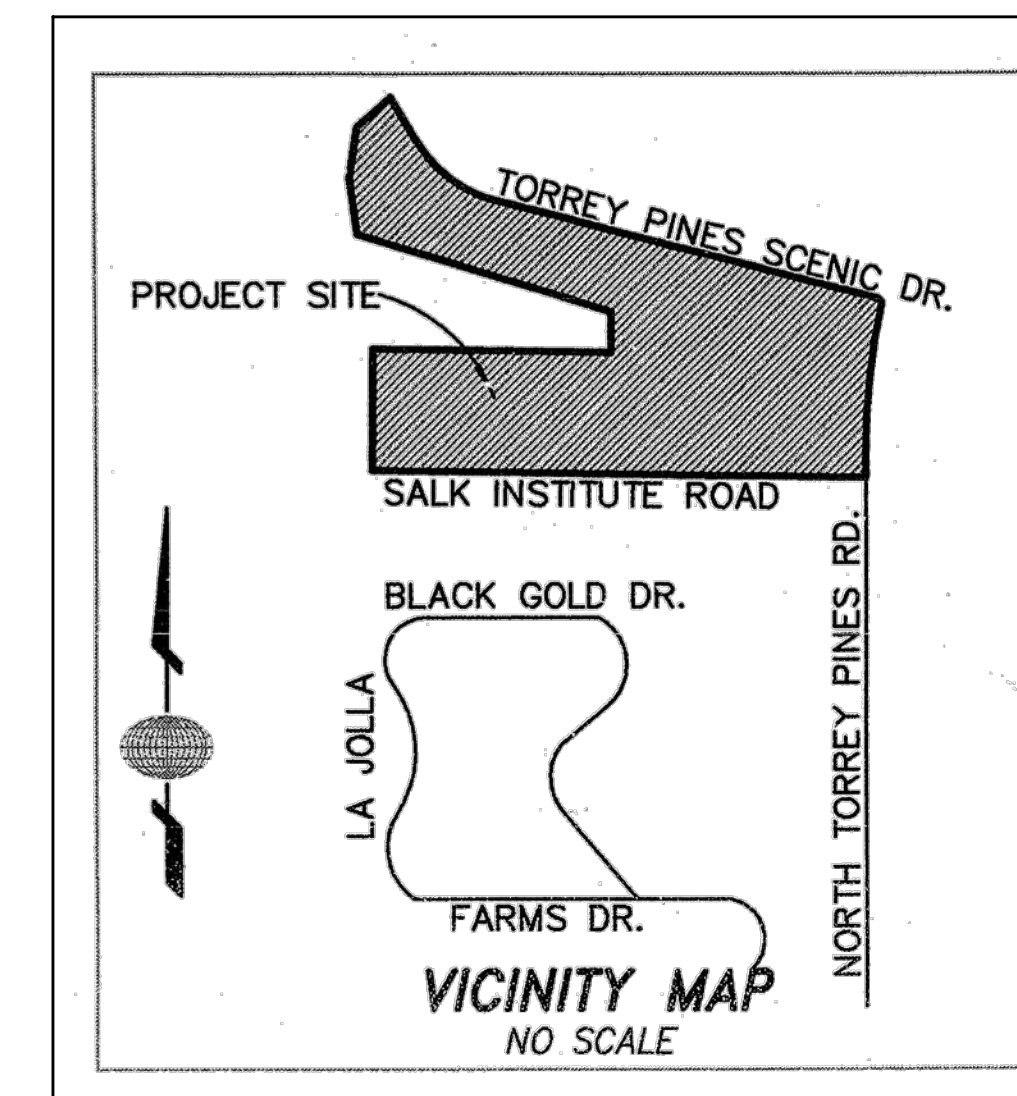 TORREY PINES SCENIC DR.
PROJECT SITE
SALK INSTITUTE ROAD
BLACK GOLD DR.
LA JOLLA
NORTH TORREY PINES RD.
FARMS DR.
VICINITY MAP
NO SCALE